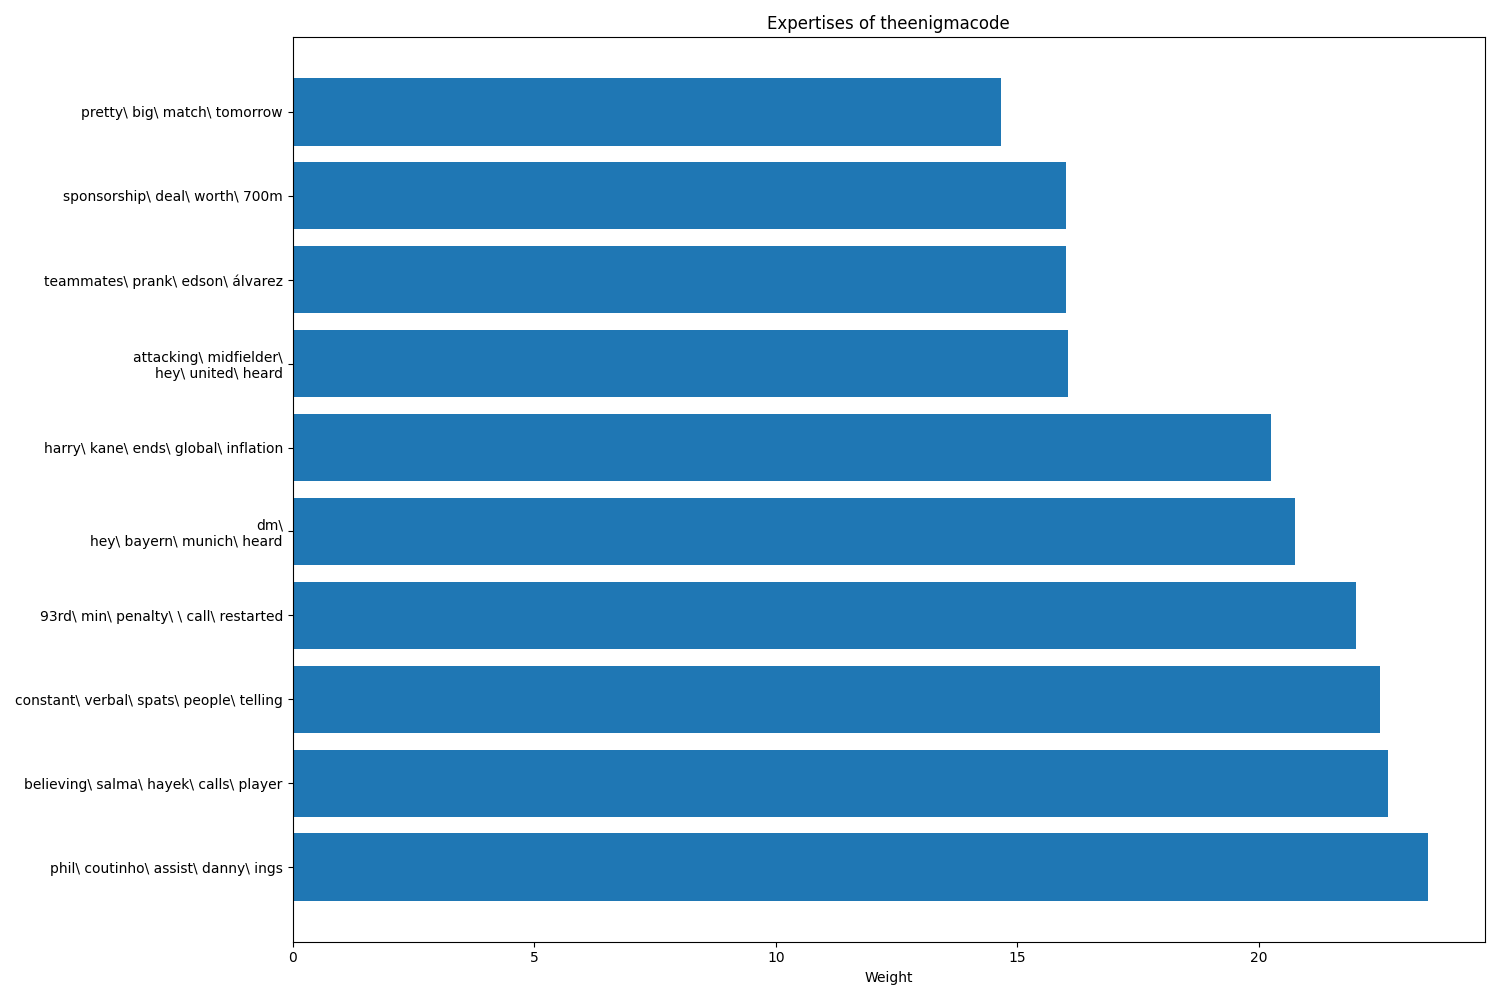 Expertises of theenigmacode
pretty\ big\ match\ tomorrow
sponsorship\ deal\ worth\ 700m
teammates\ prank\ edson\ álvarez
attacking\ midfielder\
hey\ united\ heard
harry\ kane\ ends\ global\ inflation
dm\
hey\ bayern\ munich\ heard
93rd\ min\ penalty\ \ call\ restarted
constant\ verbal\ spats\ people\ telling
believing\ salma\ hayek\ calls\ player
phil\ coutinho\ assist\ danny\ ings
0 5 10 15 20
Weight